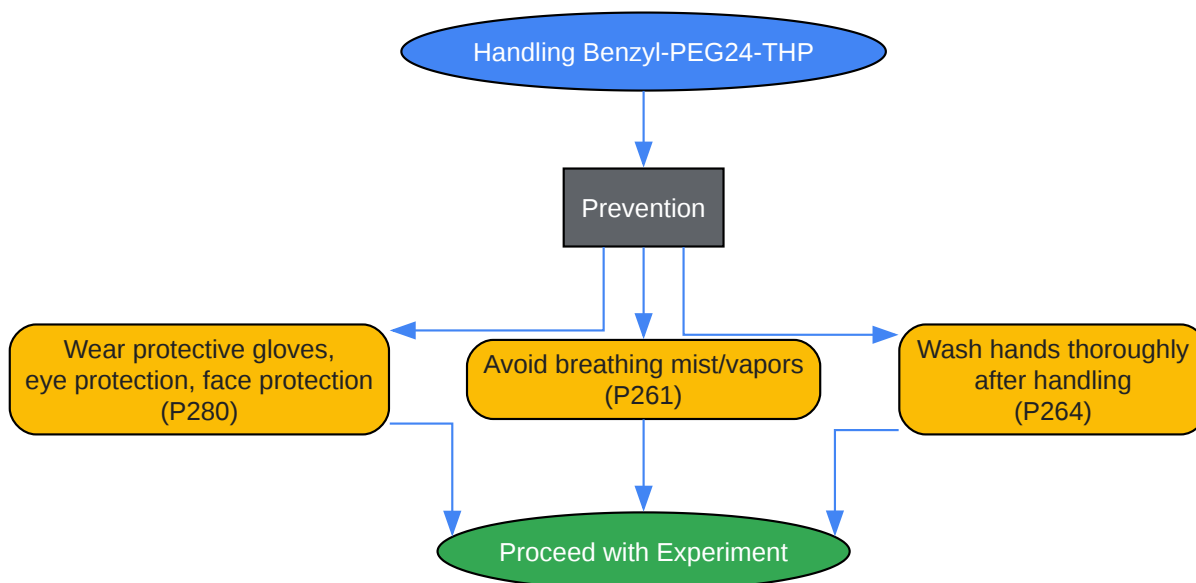 Handling Benzyl-PEG24-THP
Prevention
Wear protective gloves,
eye protection, face protection
(P280)
Avoid breathing mist/vapors
(P261)
Wash hands thoroughly
after handling
(P264)
Proceed with Experiment